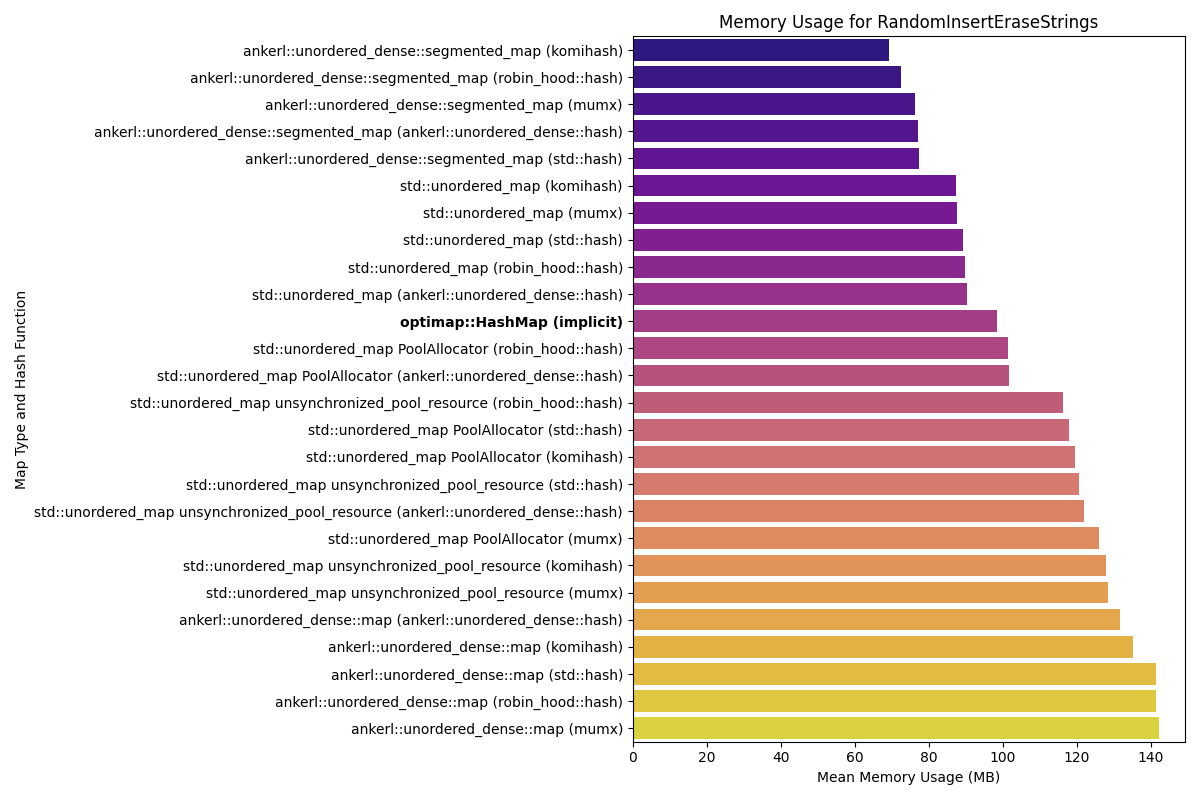 Memory Usage for RandomInsertEraseStrings
Map Type and Hash Function
ankerl::unordered_dense::segmented_map (komihash)
ankerl::unordered_dense::segmented_map (robin_hood::hash)
ankerl::unordered_dense::segmented_map (mumx)
ankerl::unordered_dense::segmented_map (ankerl::unordered_dense::hash)
ankerl::unordered_dense::segmented_map (std::hash)
std::unordered_map (komihash)
std::unordered_map (mumx)
std::unordered_map (std::hash)
std::unordered_map (robin_hood::hash)
std::unordered_map (ankerl::unordered_dense::hash)
optimap::HashMap (implicit)
std::unordered_map PoolAllocator (robin_hood::hash)
std::unordered_map PoolAllocator (ankerl::unordered_dense::hash)
std::unordered_map unsynchronized_pool_resource (robin_hood::hash)
std::unordered_map PoolAllocator (std::hash)
std::unordered_map PoolAllocator (komihash)
std::unordered_map unsynchronized_pool_resource (std::hash)
std::unordered_map unsynchronized_pool_resource (ankerl::unordered_dense::hash)
std::unordered_map PoolAllocator (mumx)
std::unordered_map unsynchronized_pool_resource (komihash)
std::unordered_map unsynchronized_pool_resource (mumx)
ankerl::unordered_dense::map (ankerl::unordered_dense::hash)
ankerl::unordered_dense::map (komihash)
ankerl::unordered_dense::map (std::hash)
ankerl::unordered_dense::map (robin_hood::hash)
ankerl::unordered_dense::map (mumx)
0 20 40 60 80 100 120 140
Mean Memory Usage (MB)